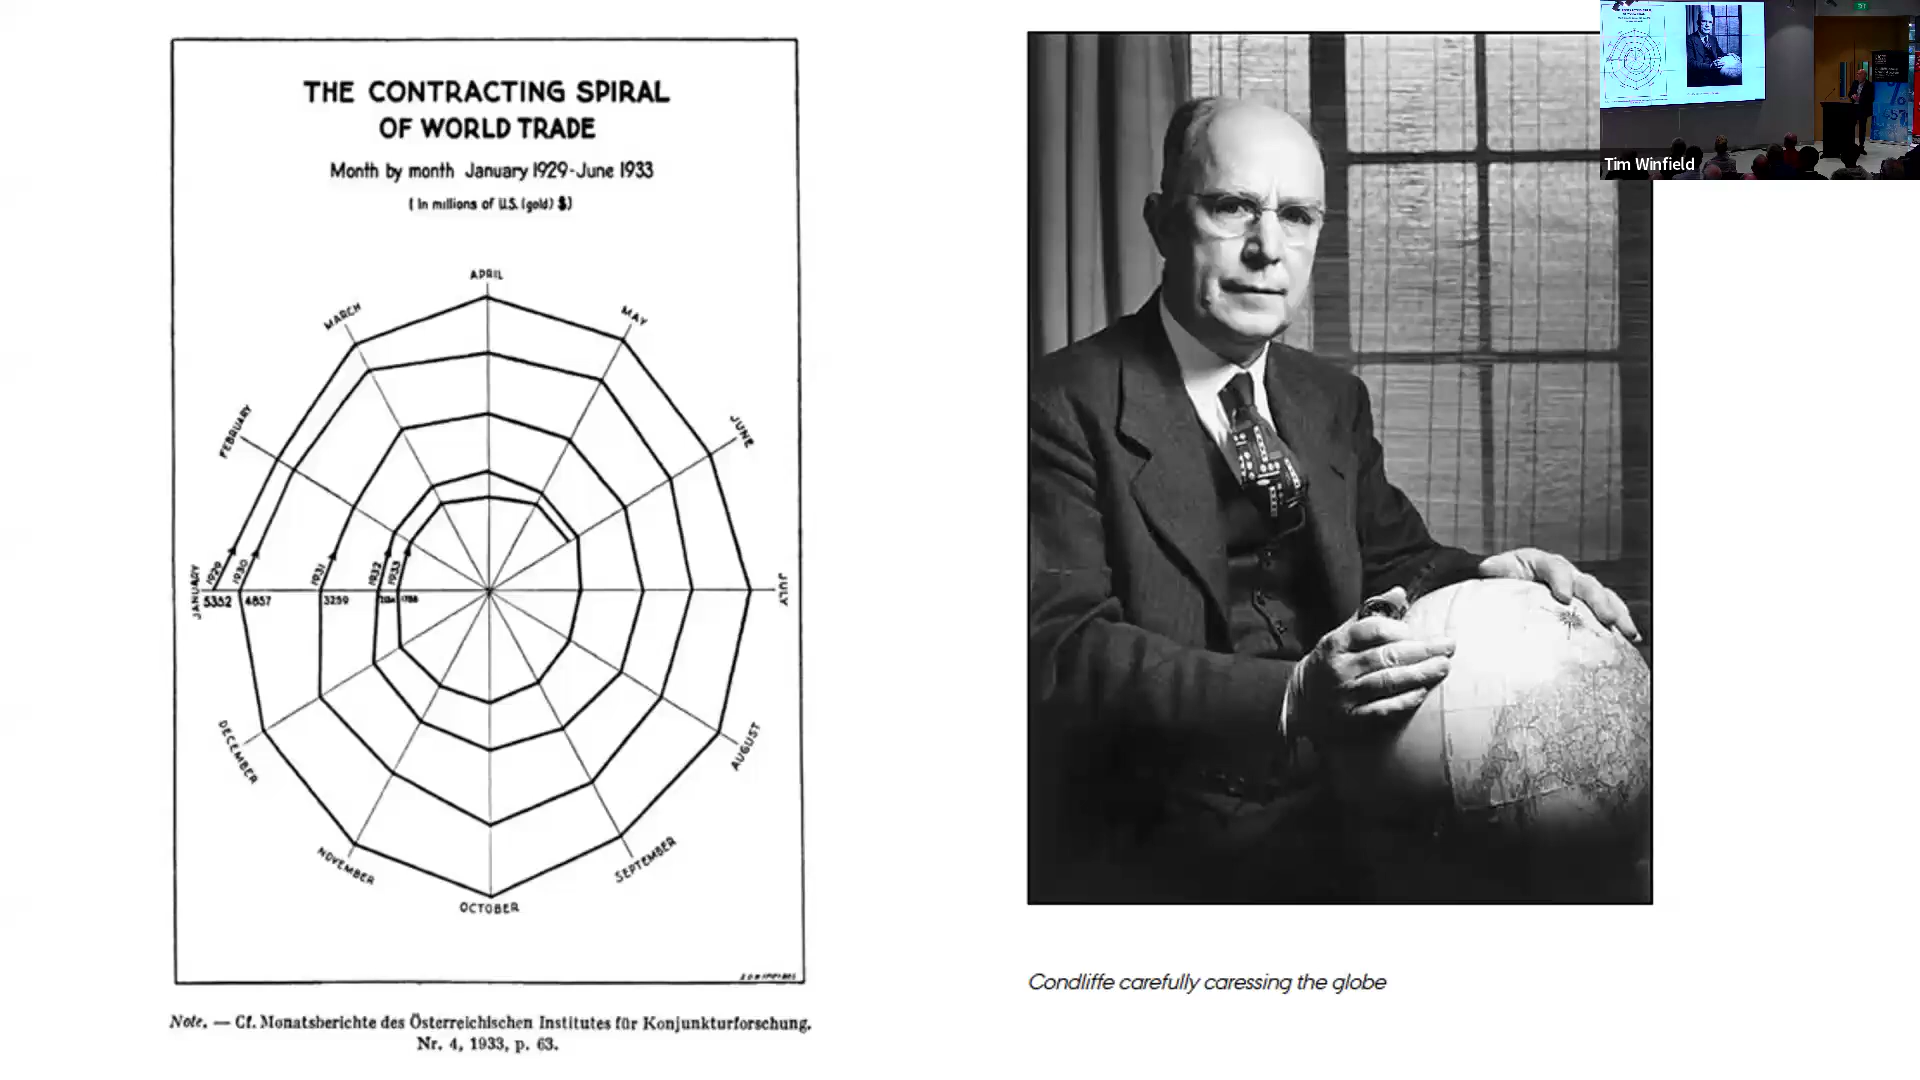 THE CONTRACTING SPIRAL
OF WORLD TRADE
Month by month January 1929-June 1933
(In millions of U.S. (gold) $)
APRIL
MARCH
MAY
FEBRUARY
JUNE
JANUARY
1929
1930
1931
1932
1933
5352
4857
3259
JULY
DECEMBER
AUGUST
NOVEMBER
SEPTEMBER
OCTOBER
Note. — Cf. Monatsberichte des Österreichischen Institutes für Konjunkturforschung.
Nr. 4, 1933, p. 63.
Condliffe carefully caressing the globe
Tim Winfield